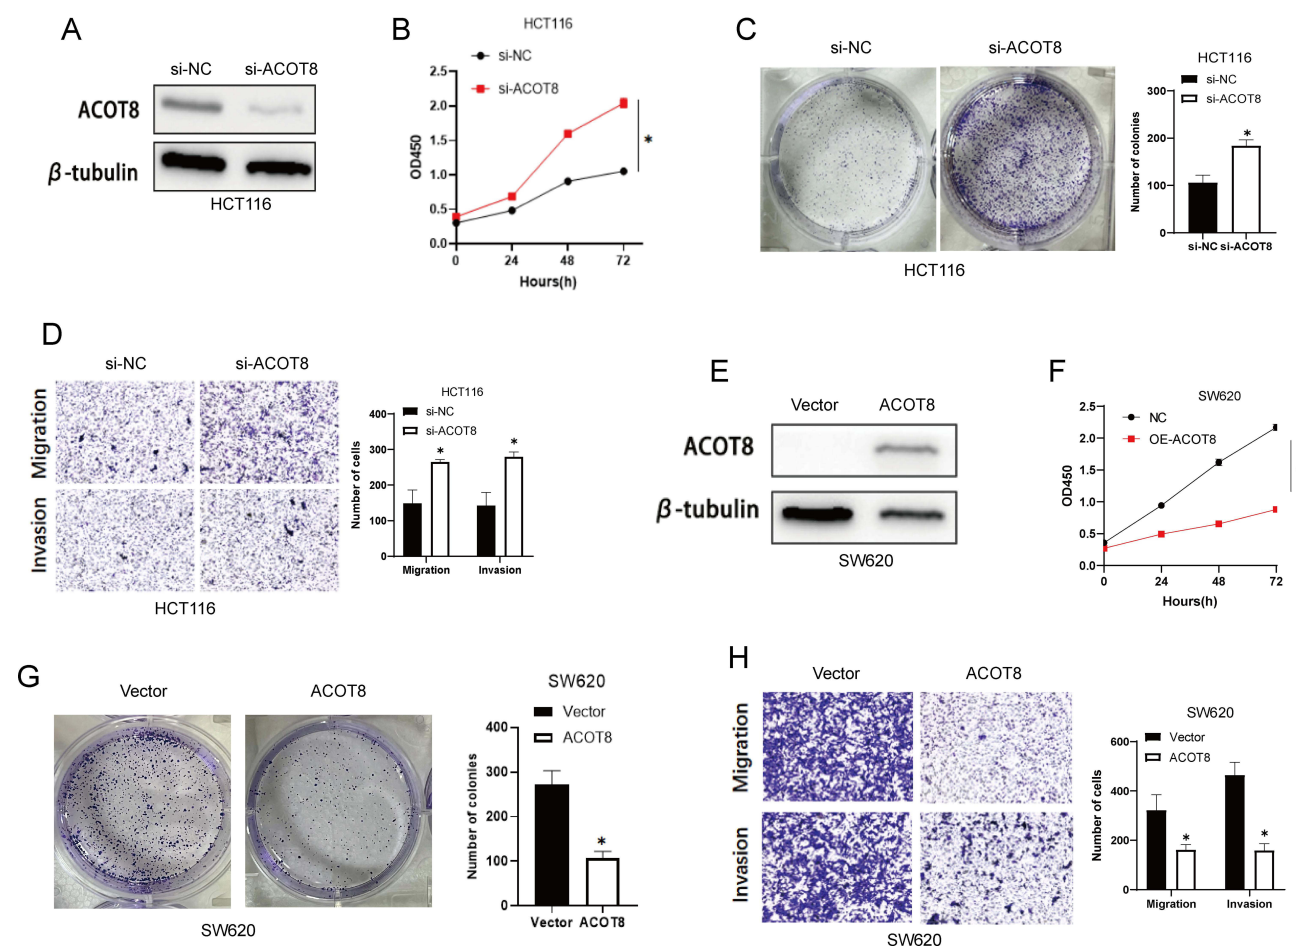 A
si-NC si-ACOT8
ACOT8
β-tubulin
HCT116
B
HCT116
si-NC
si-ACOT8
2.5
2.0
1.5
1.0
0.5
0.0
OD450
*
0 24 48 72
Hours(h)
C
si-NC si-ACOT8
HCT116
HCT116
si-NC
si-ACOT8
300
200
100
0
Number of colonies
*
si-NC si-ACOT8
D
si-NC si-ACOT8
Migration
Invasion
HCT116
HCT116
si-NC
si-ACOT8
400
300
200
100
0
Number of cells
* *
Migration Invasion
E
Vector ACOT8
ACOT8
β-tubulin
SW620
F
SW620
NC
OE-ACOT8
2.5
2.0
1.5
1.0
0.5
0.0
OD450
0 24 48 72
Hours(h)
G
Vector ACOT8
SW620
SW620
Vector
ACOT8
400
300
200
100
0
Number of colonies
*
Vector ACOT8
H
Vector ACOT8
Migration
Invasion
SW620
SW620
Vector
ACOT8
600
400
200
0
Number of cells
* *
Migration Invasion